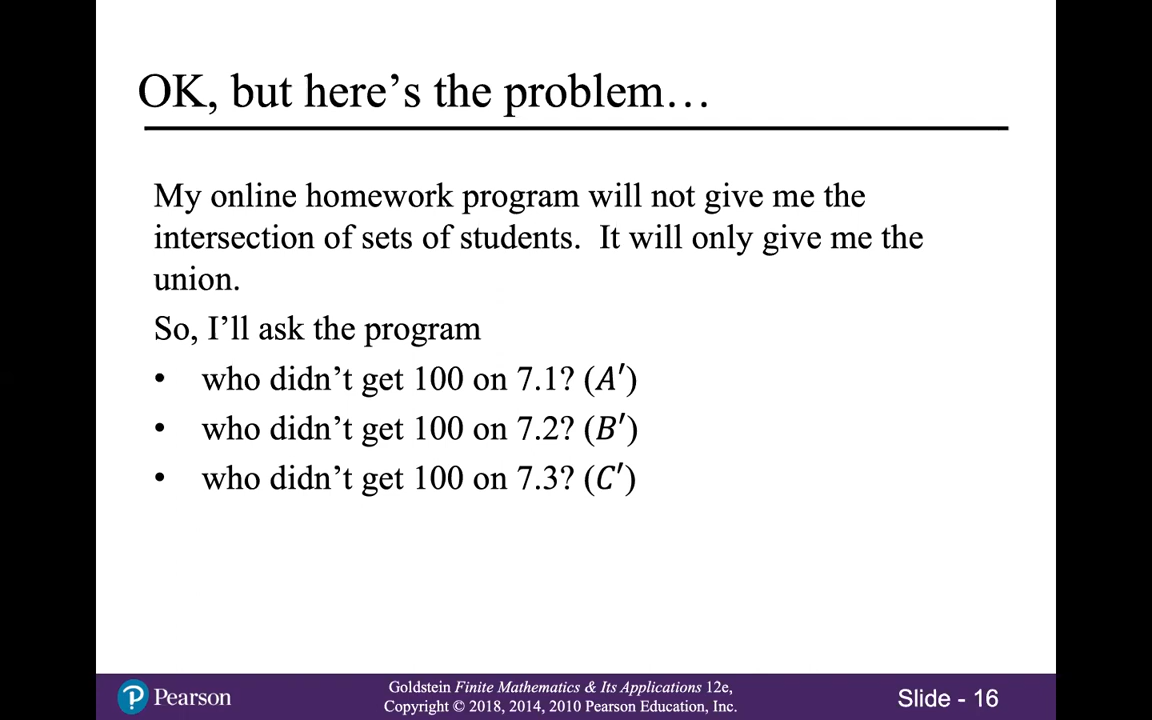 OK, but here’s the problem…
My online homework program will not give me the
intersection of sets of students.  It will only give me the
union.
So, I’ll ask the program
• who didn’t get 100 on 7.1? (A′)
• who didn’t get 100 on 7.2? (B′)
• who didn’t get 100 on 7.3? (C′)
P Pearson
Goldstein Finite Mathematics & Its Applications 12e,
Copyright © 2018, 2014, 2010 Pearson Education, Inc.
Slide - 16